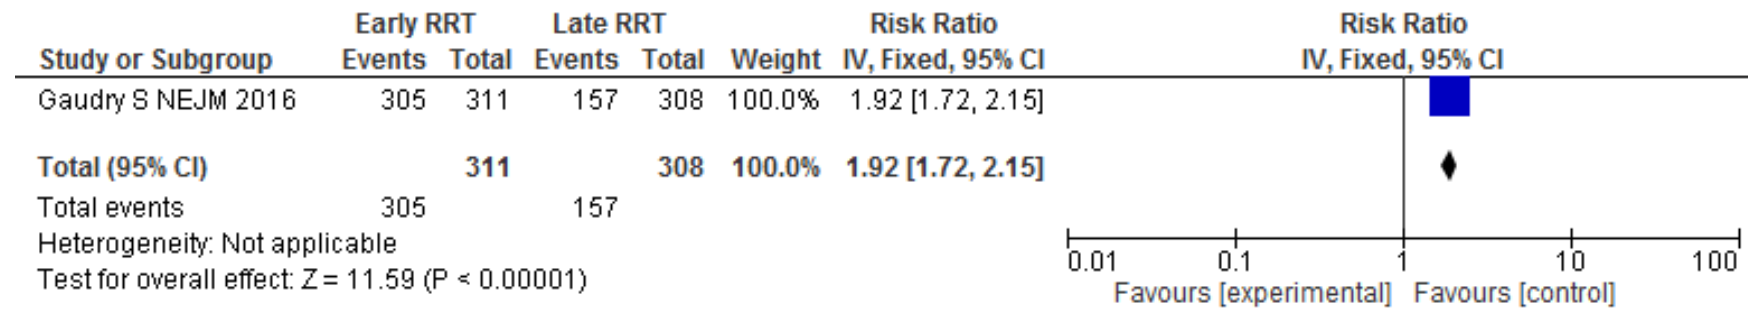 Early RRT Late RRT Risk Ratio Risk Ratio
Study or Subgroup Events Total Events Total Weight IV, Fixed, 95% CI IV, Fixed, 95% CI
Gaudry S NEJM 2016 305 311 157 308 100.0% 1.92 [1.72, 2.15]
Total (95% CI) 311 308 100.0% 1.92 [1.72, 2.15]
Total events 305 157
Heterogeneity: Not applicable
Test for overall effect: Z = 11.59 (P < 0.00001)
0.01 0.1 1 10 100
Favours [experimental] Favours [control]